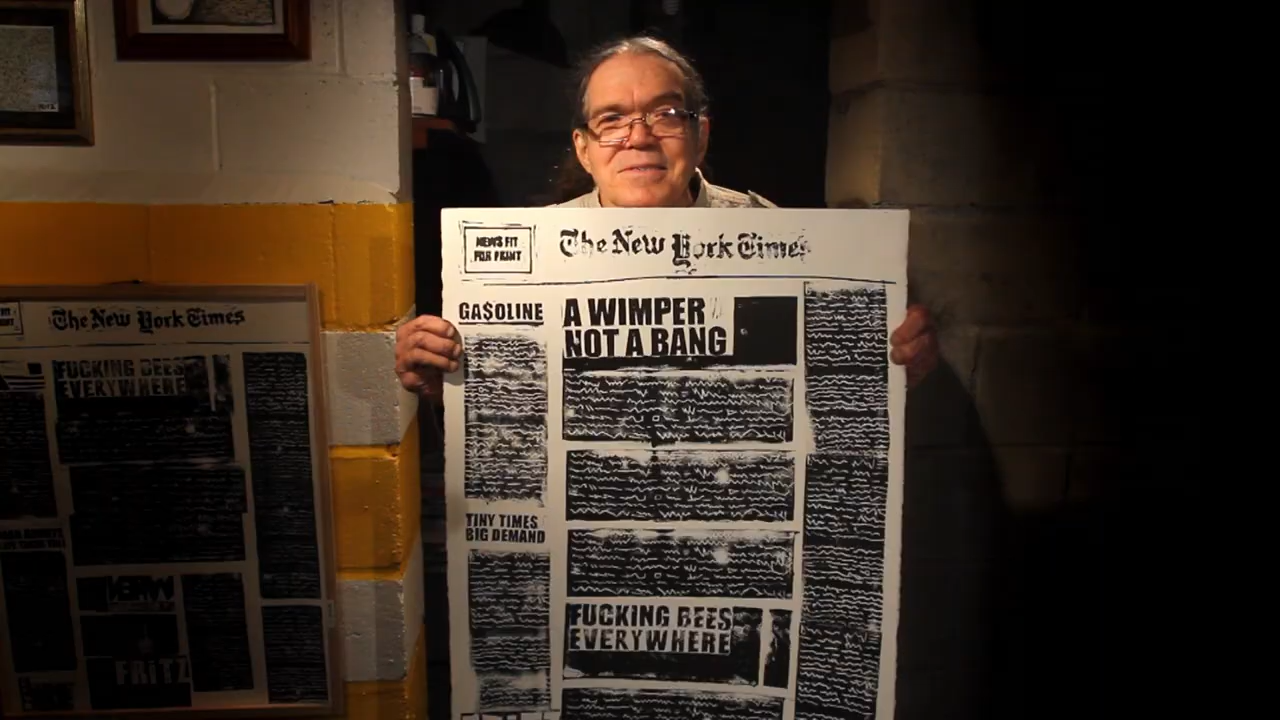 The New York Times
FUCKING BEES
EVERYWHERE
FRiTZ
NEWS FIT
FOR PRINT
The New York Times
GA$OLINE
A WIMPER
NOT A BANG
TINY TIMES
BIG DEMAND
FUCKING BEES
EVERYWHERE